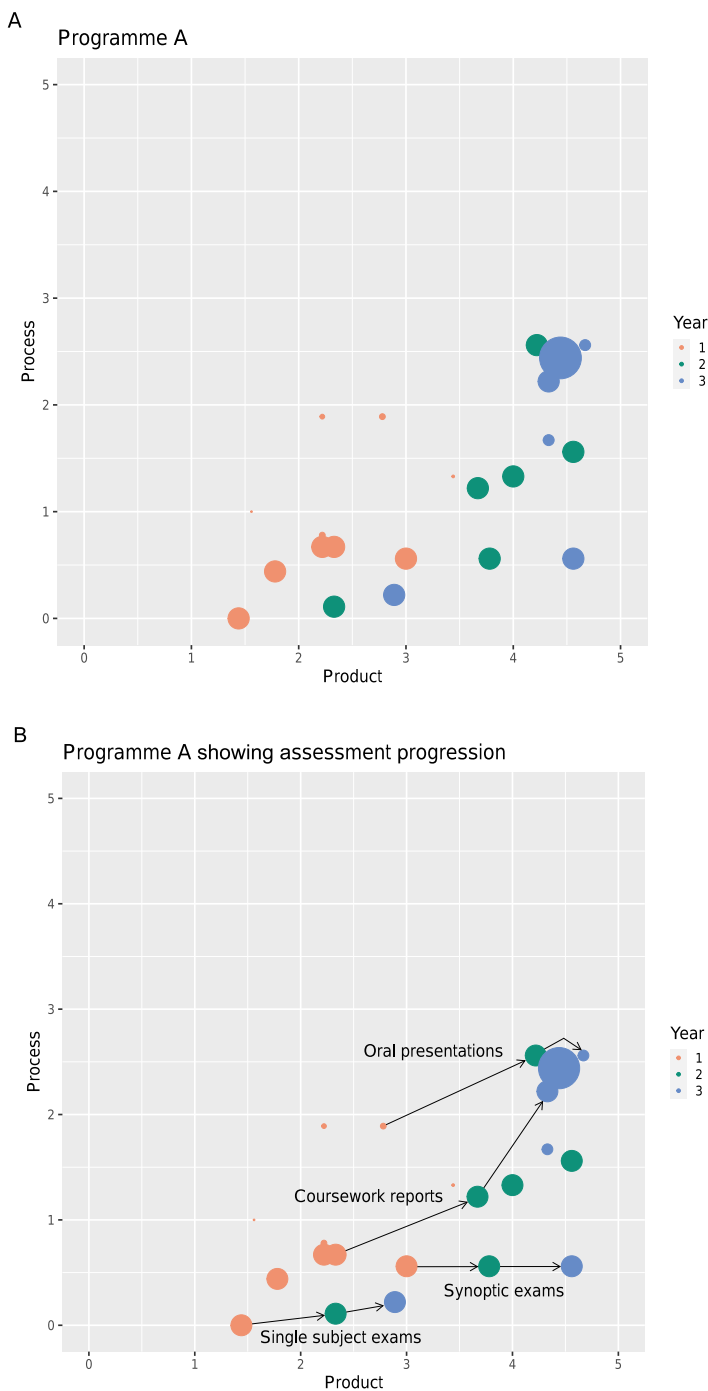 A
Programme A
5
4
3
2
1
0
Process
0 1 2 3 4 5
Product
Year
1
2
3
B
Programme A showing assessment progression
5
4
3
2
1
0
Process
Oral presentations
Coursework reports
Synoptic exams
Single subject exams
0 1 2 3 4 5
Product
Year
1
2
3